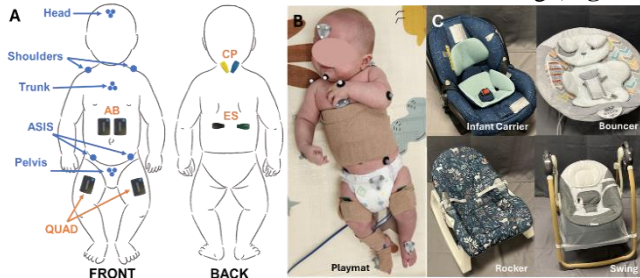 A
Head
Shoulders
Trunk
AB
ASIS
Pelvis
QUAD
FRONT
CP
ES
BACK
B
Playmat
C
Infant Carrier
Bouncer
Rocker
Swing